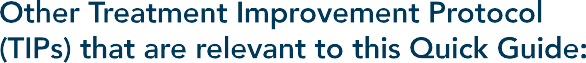 Other Treatment Improvement Protocol
(TIPs) that are relevant to this Quick Guide: